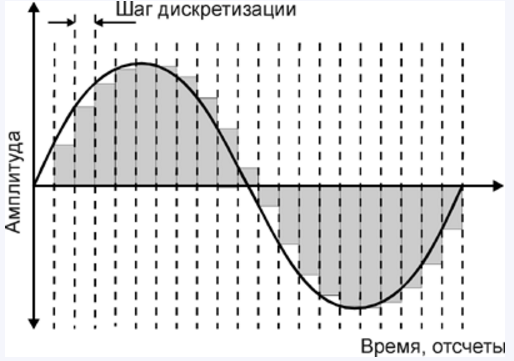 Шаг дискретизации
Амплитуда
Время, отсчеты